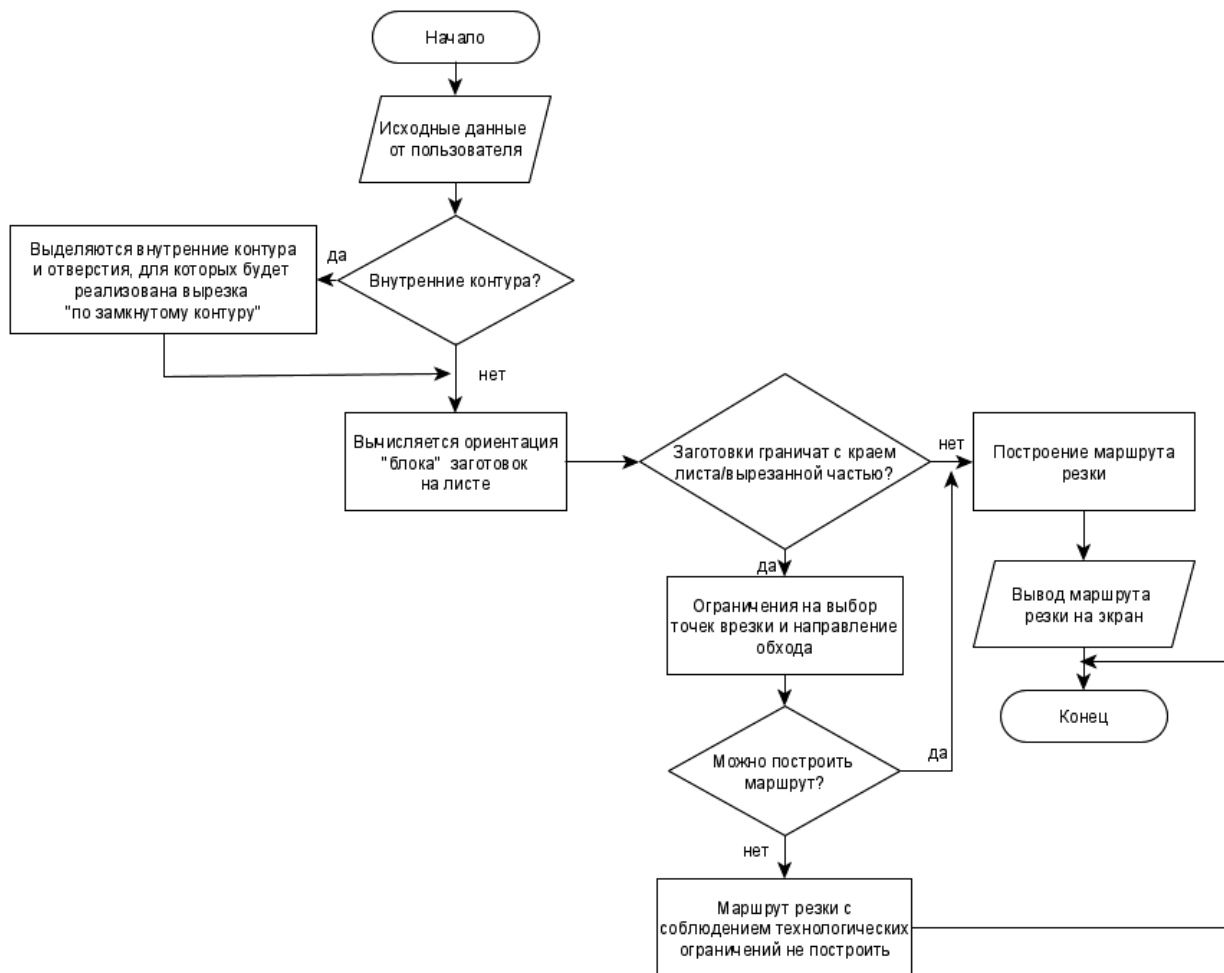 Начало
Исходные данные
от пользователя
Внутренние контура?
да
Выделяются внутренние контура
и отверстия, для которых будет
реализована вырезка
"по замкнутому контуру"
нет
Вычисляется ориентация
"блока" заготовок
на листе
Заготовки граничат с краем
листа/вырезанной частью?
нет
Построение маршрута
резки
да
Ограничения на выбор
точек врезки и направление
обхода
Вывод маршрута
резки на экран
Конец
Можно построить
маршрут?
да
нет
Маршрут резки с
соблюдением технологических
ограничений не построить